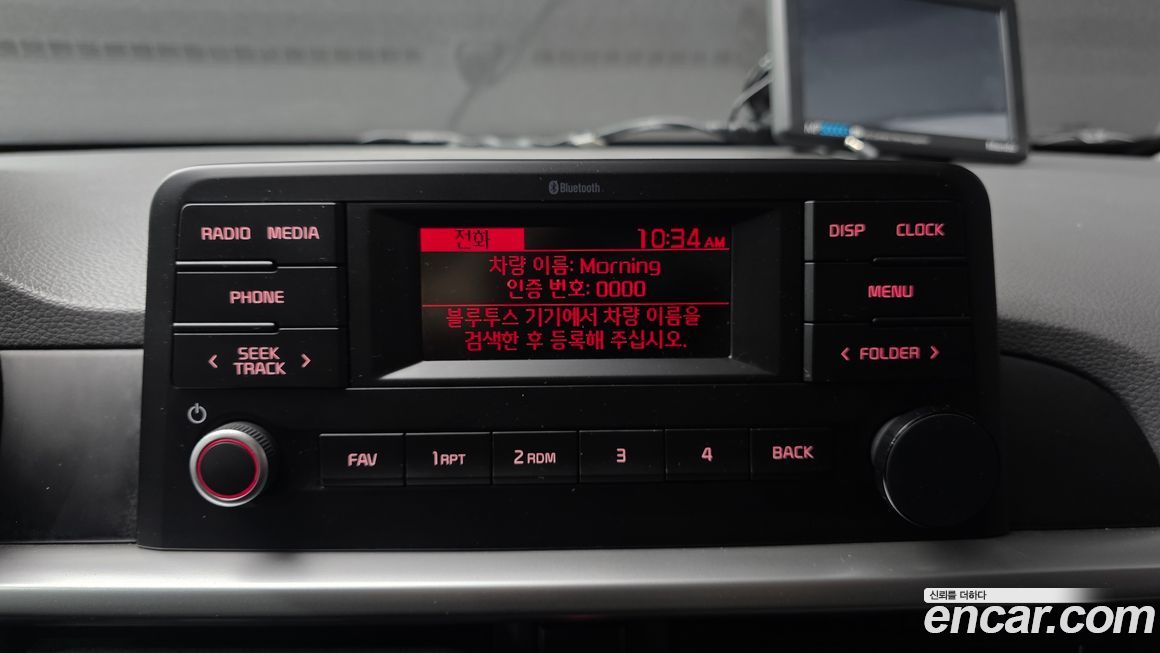 Bluetooth
RADIO MEDIA
PHONE
< SEEK TRACK >
전화 10:34 AM
차량 이름: Morning
인증 번호: 0000
블루투스 기기에서 차량 이름을
검색한 후 등록해 주십시오.
DISP CLOCK
MENU
< FOLDER >
FAV 1 RPT 2 RDM 3 4 BACK
신뢰를 더하다
encar.com